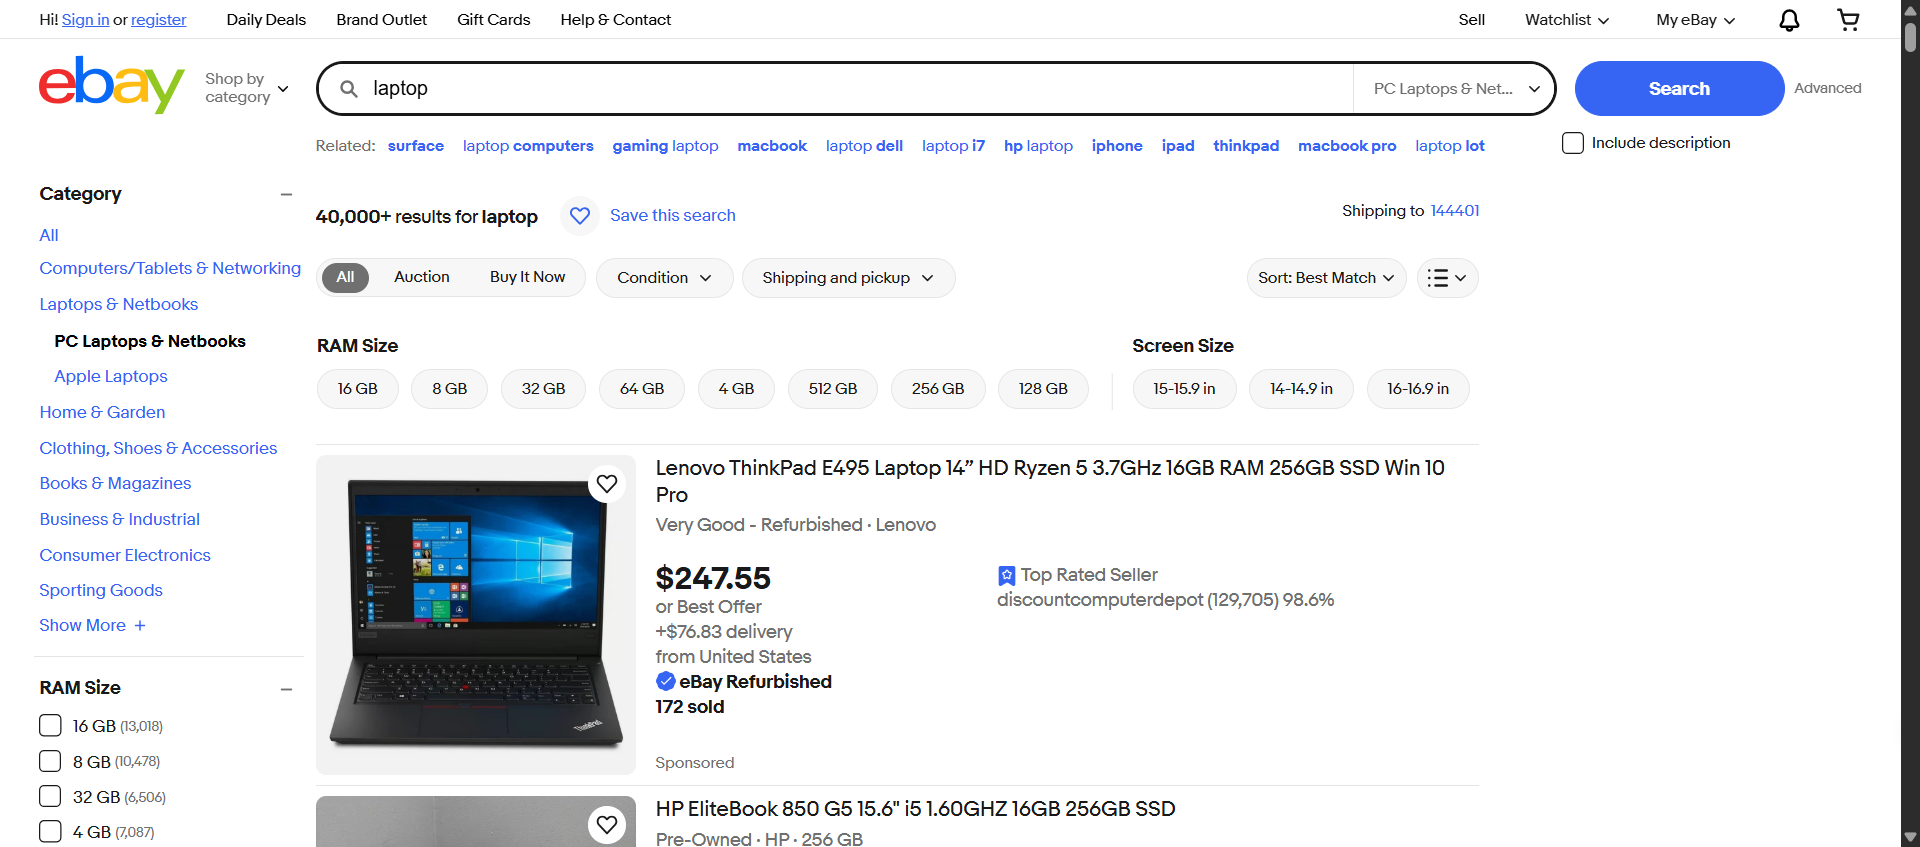 Hi! Sign in or register
Daily Deals
Brand Outlet
Gift Cards
Help & Contact
Sell
Watchlist
My eBay
ebay
Shop by
category
laptop
PC Laptops & Net...
Search
Advanced
Related: surface laptop computers gaming laptop macbook laptop dell laptop i7 hp laptop iphone ipad thinkpad macbook pro laptop lot
Include description
Category
All
Computers/Tablets & Networking
Laptops & Netbooks
PC Laptops & Netbooks
Apple Laptops
Home & Garden
Clothing, Shoes & Accessories
Books & Magazines
Business & Industrial
Consumer Electronics
Sporting Goods
Show More +
RAM Size
16 GB (13,018)
8 GB (10,478)
32 GB (6,506)
4 GB (7,087)
40,000+ results for laptop
Save this search
Shipping to 144401
All
Auction
Buy It Now
Condition
Shipping and pickup
Sort: Best Match
RAM Size
16 GB
8 GB
32 GB
64 GB
4 GB
512 GB
256 GB
128 GB
Screen Size
15-15.9 in
14-14.9 in
16-16.9 in
ThinkPad
Lenovo ThinkPad E495 Laptop 14” HD Ryzen 5 3.7GHz 16GB RAM 256GB SSD Win 10
Pro
Very Good - Refurbished · Lenovo
$247.55
or Best Offer
+$76.83 delivery
from United States
eBay Refurbished
172 sold
Top Rated Seller
discountcomputerdepot (129,705) 98.6%
Sponsored
HP EliteBook 850 G5 15.6" i5 1.60GHZ 16GB 256GB SSD
Pre-Owned · HP · 256 GB